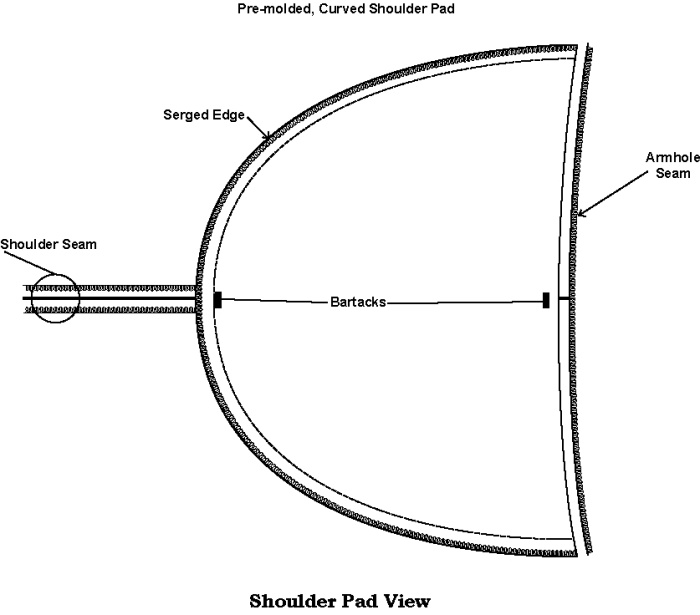 Pre-molded, Curved Shoulder Pad
Serged Edge
Armhole
Seam
Shoulder Seam
Bartacks
Shoulder Pad View